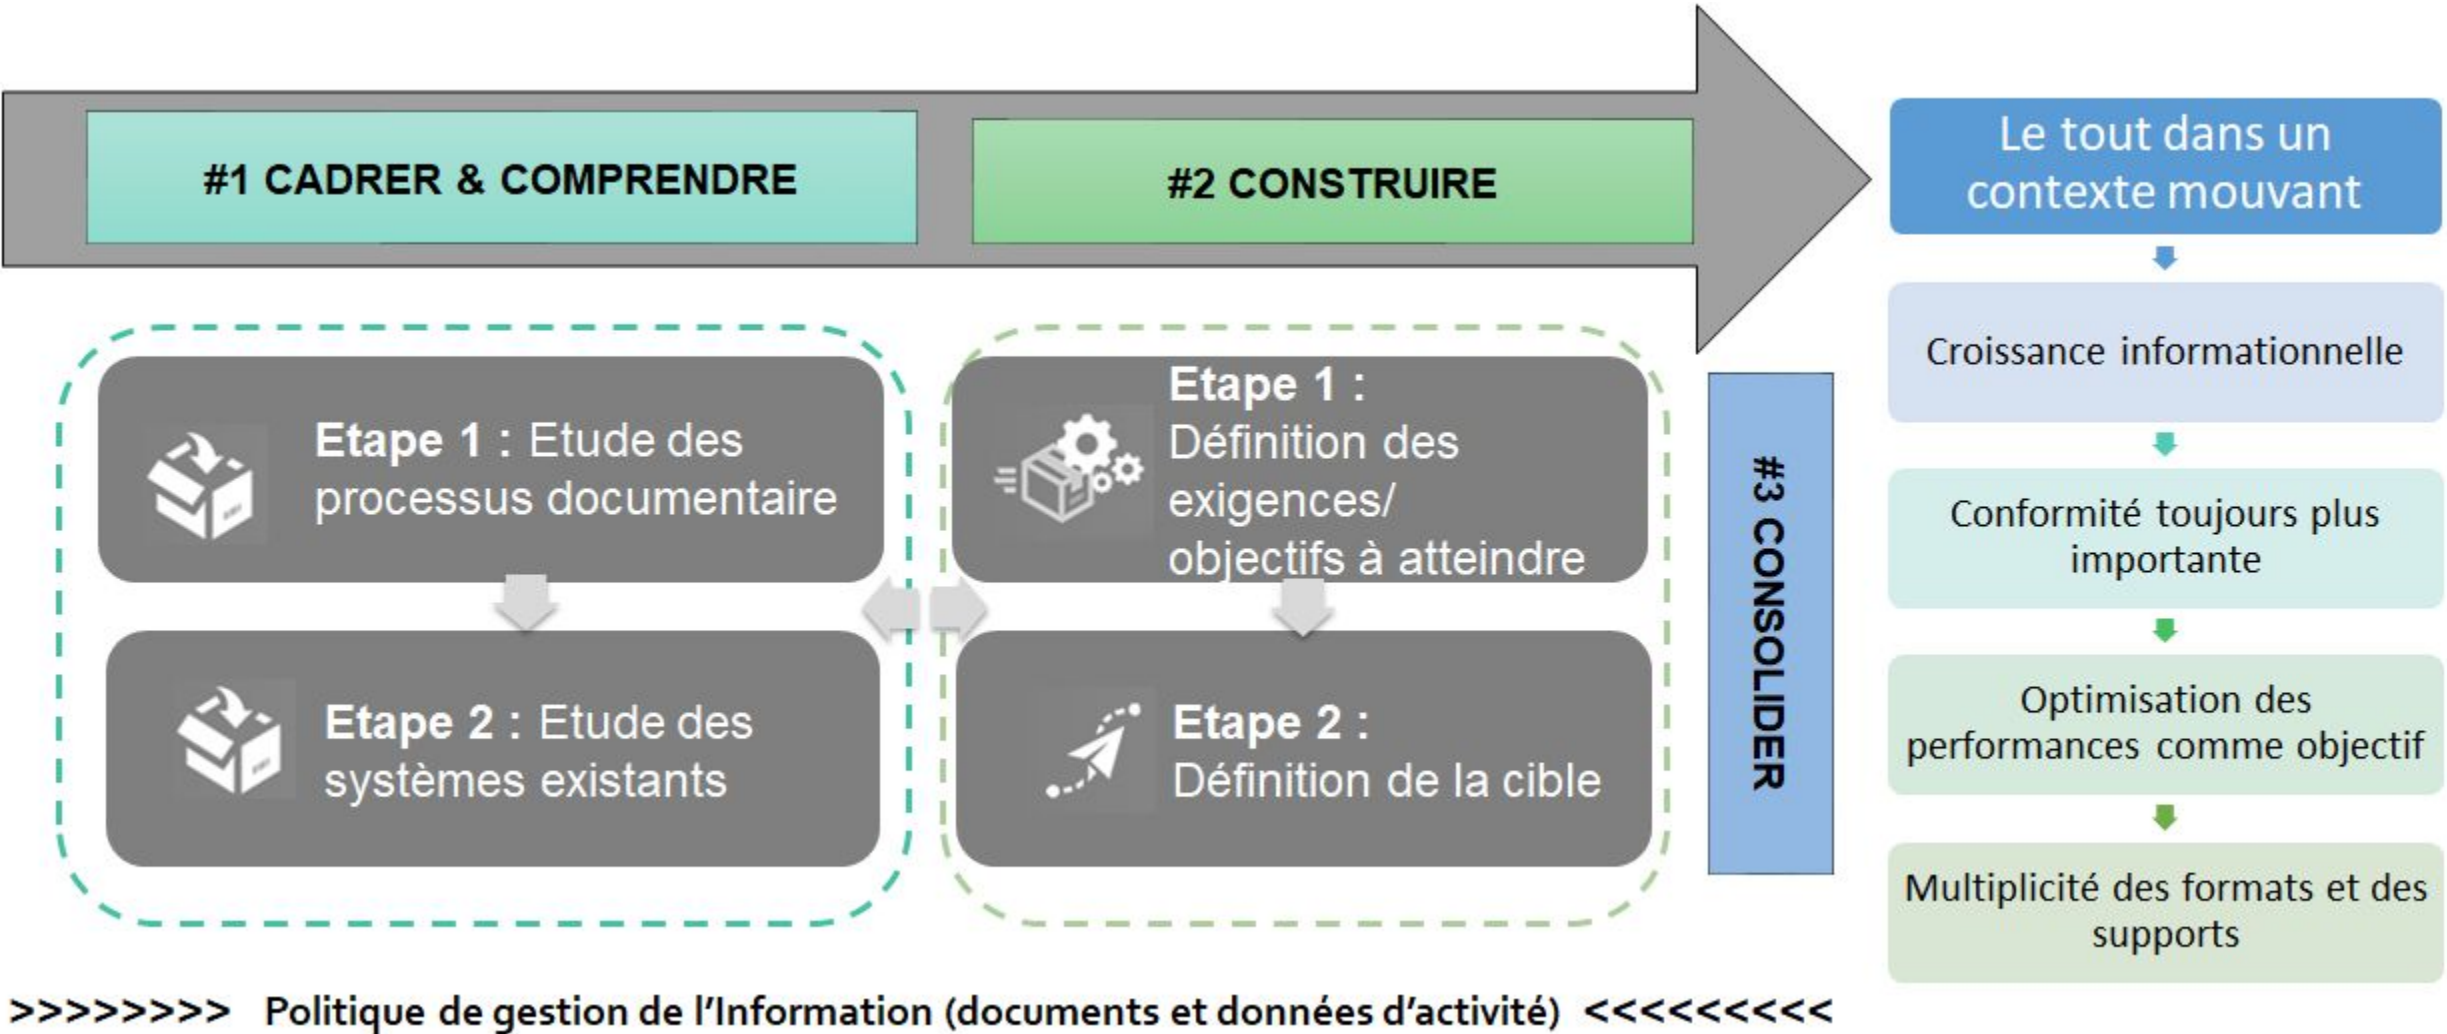 #1 CADRER & COMPRENDRE
#2 CONSTRUIRE
Etape 1 : Etude des
processus documentaire
Etape 2 : Etude des
systèmes existants
Etape 1 :
Définition des
exigences/
objectifs à atteindre
Etape 2 :
Définition de la cible
#3 CONSOLIDER
Le tout dans un
contexte mouvant
Croissance informationnelle
Conformité toujours plus
importante
Optimisation des
performances comme objectif
Multiplicité des formats et des
supports
>>>>>>>> Politique de gestion de l’Information (documents et données d’activité) <<<<<<<<<